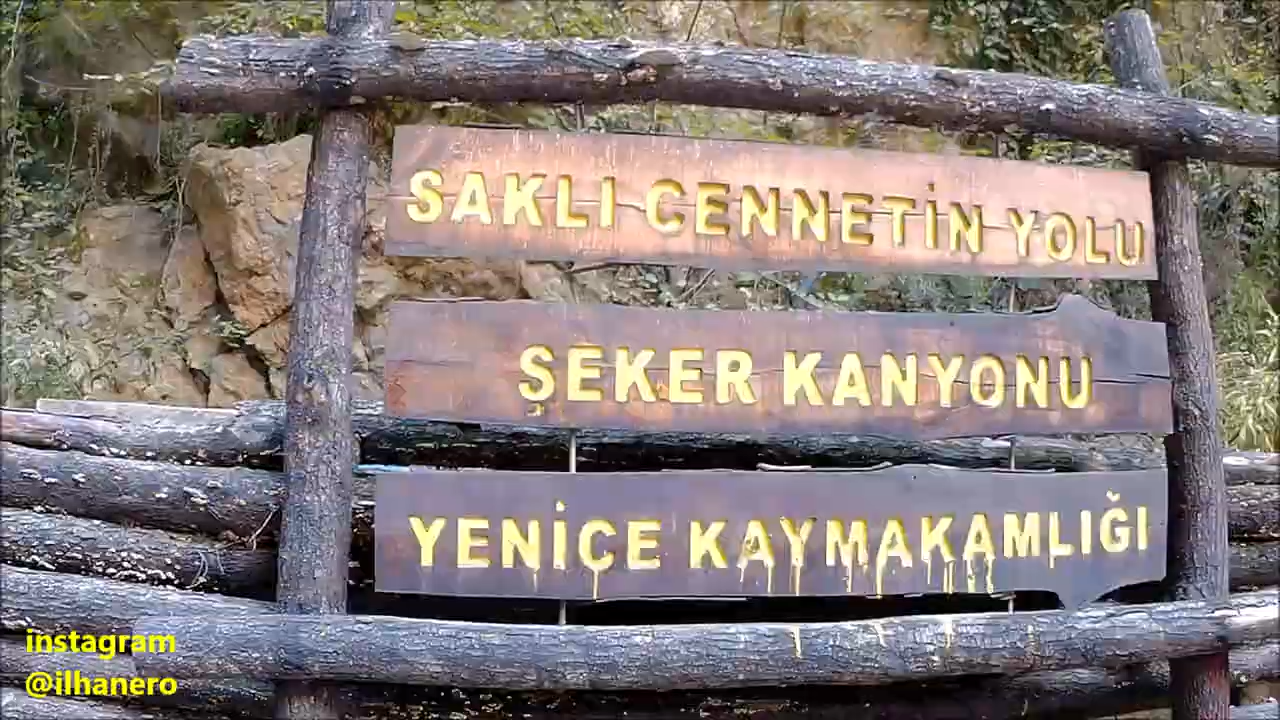 SAKLI CENNETİN YOLU
ŞEKER KANYONU
YENİCE KAYMAKAMLIĞI
instagram
@ilhanero